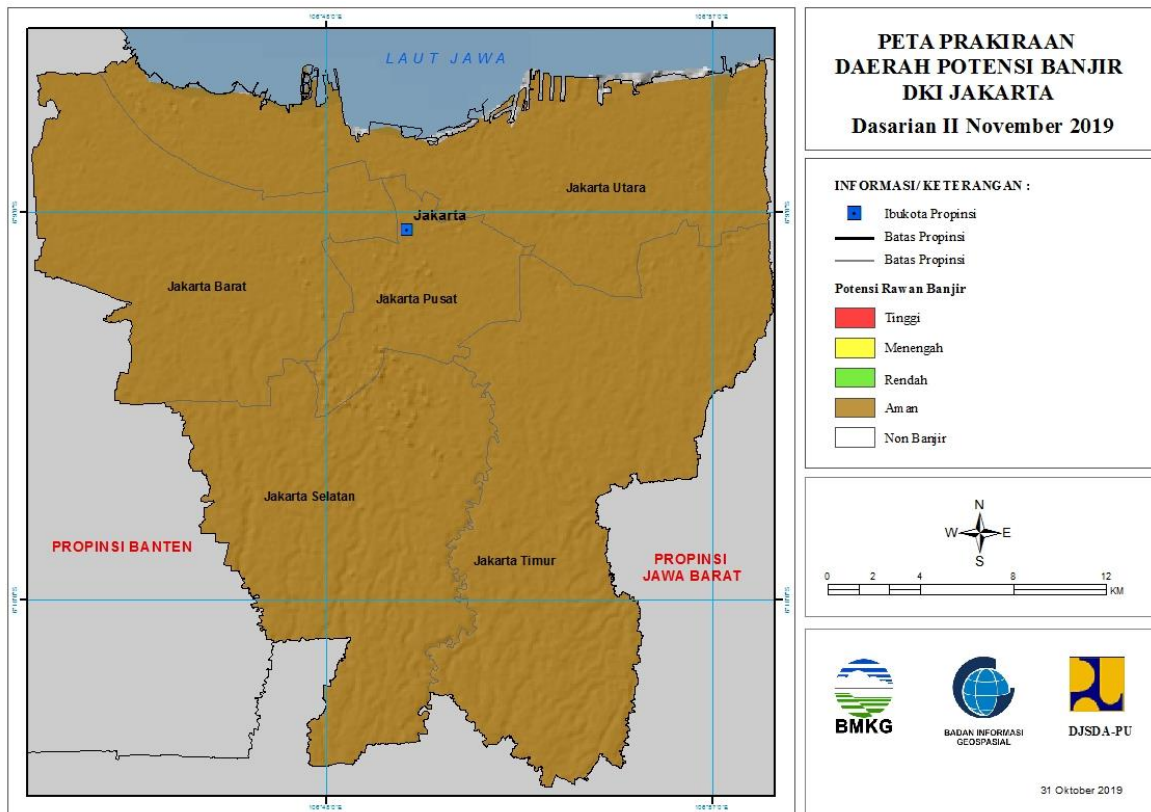 PETA PRAKIRAAN
DAERAH POTENSI BANJIR
DKI JAKARTA
Dasarian II November 2019
INFORMASI/KETERANGAN :
Ibukota Propinsi
Batas Propinsi
Batas Propinsi
Potensi Rawan Banjir
Tinggi
Menengah
Rendah
Aman
Non Banjir
N
W E
S
0 2 4 8 12
KM
BMKG
BADAN INFORMASI
GEOSPASIAL
DJSDA-PU
31 Oktober 2019
LAUT JAWA
Jakarta Utara
Jakarta
Jakarta Barat
Jakarta Pusat
Jakarta Selatan
Jakarta Timur
PROPINSI BANTEN
PROPINSI
JAWA BARAT